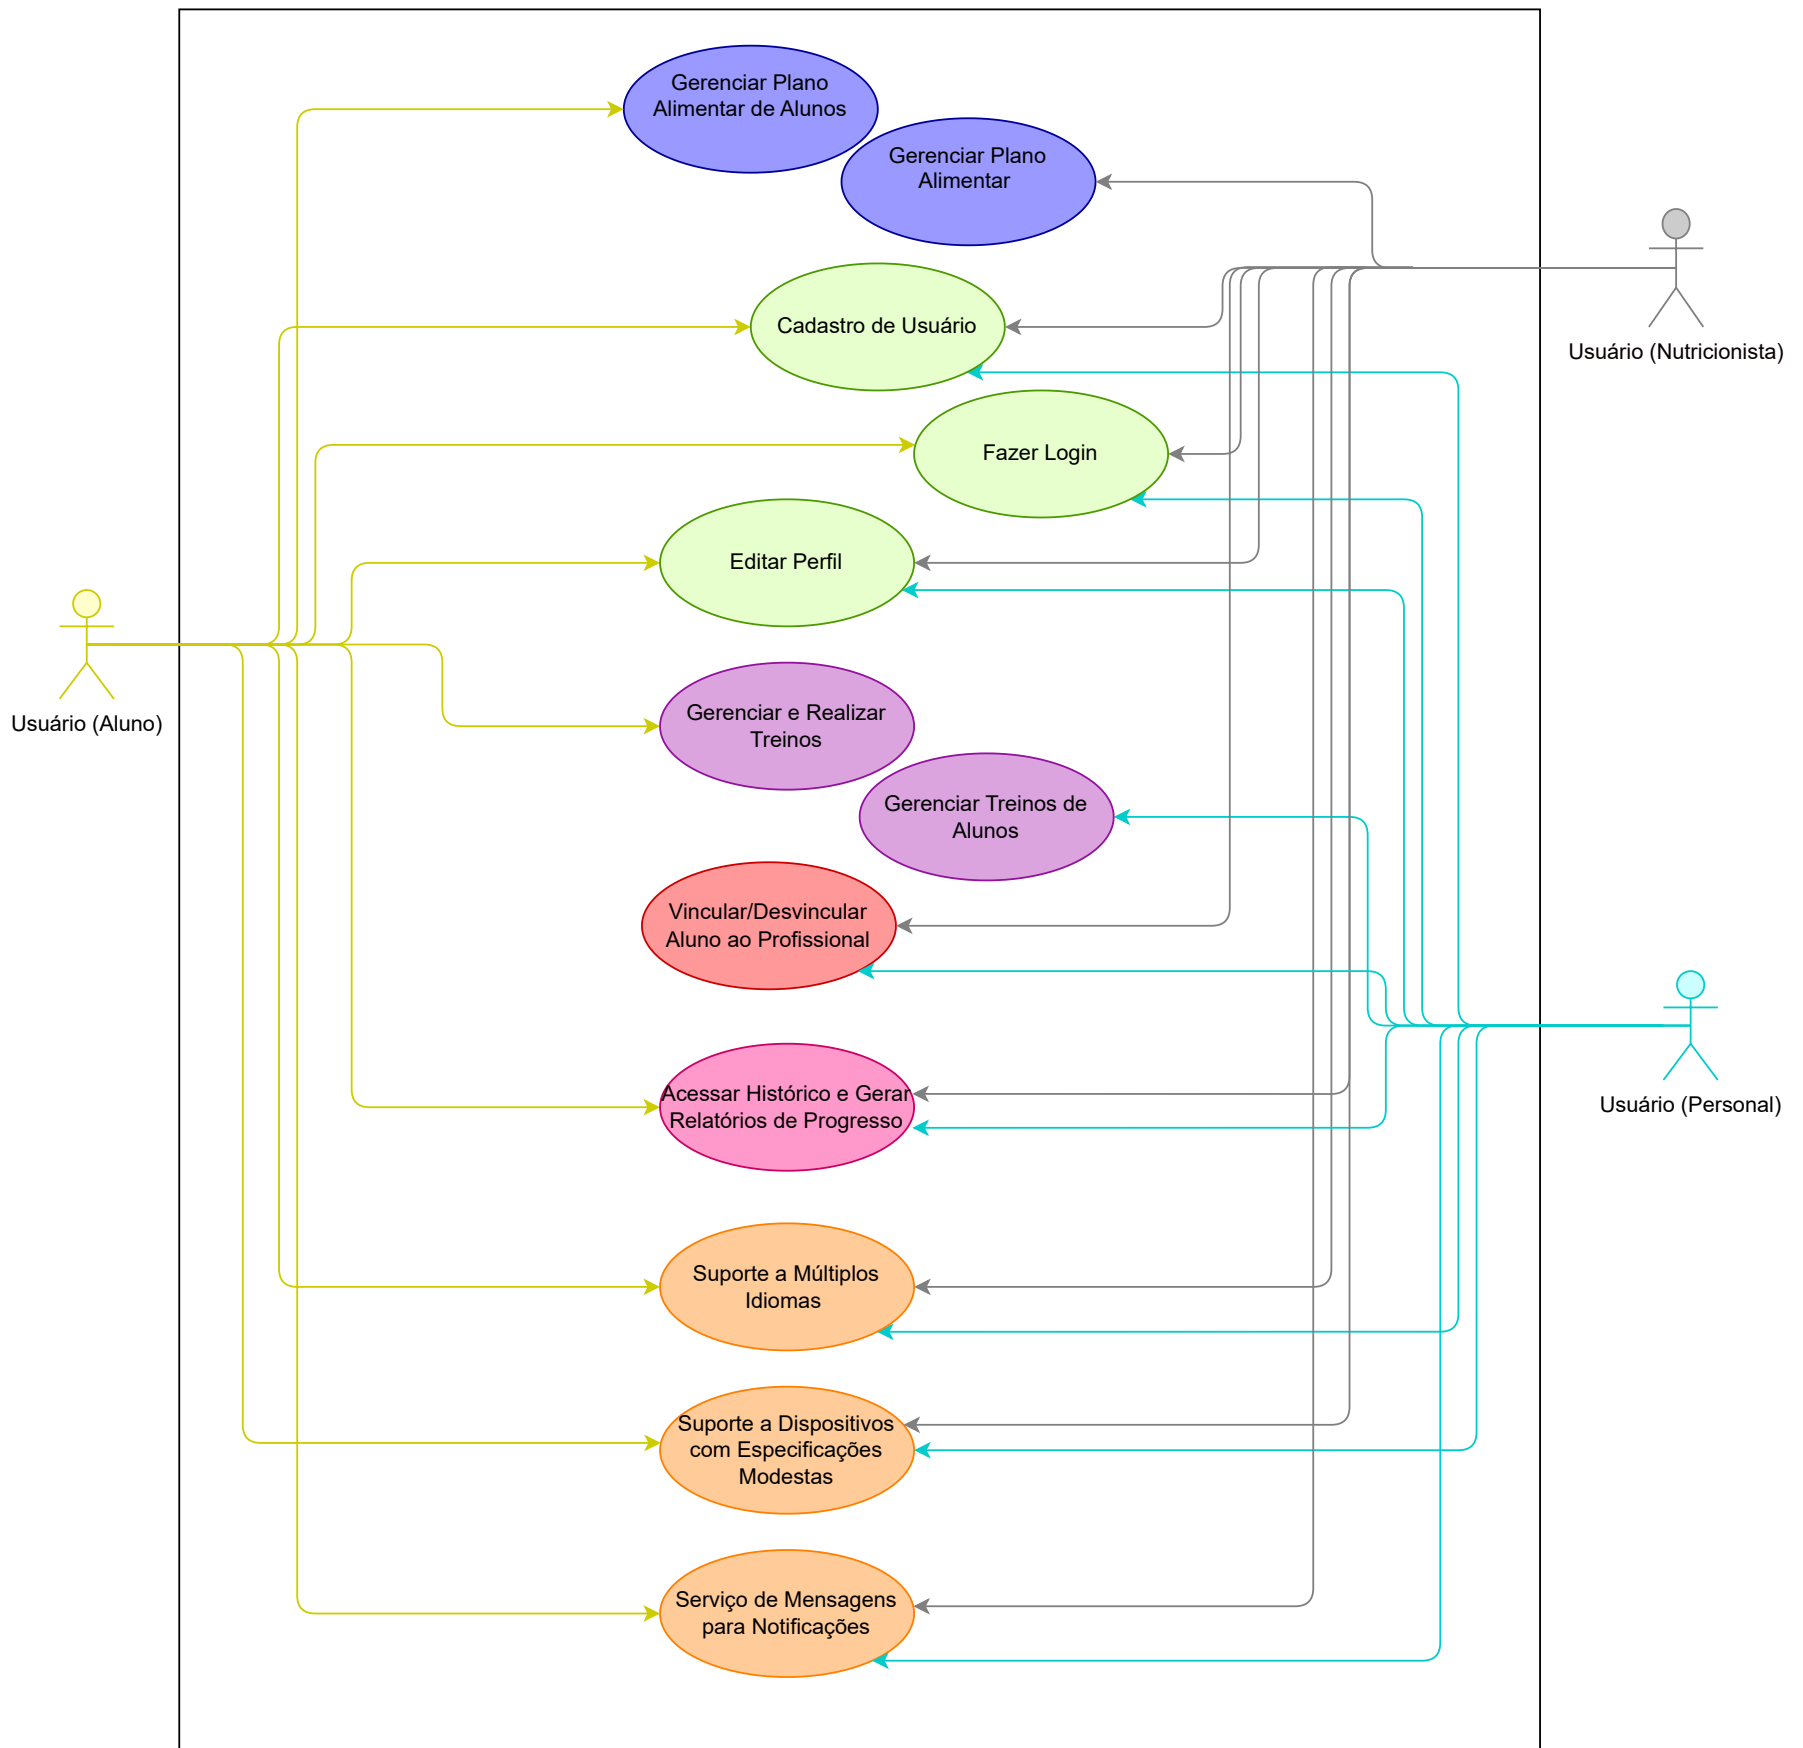 Gerenciar Plano
Alimentar de Alunos
Gerenciar Plano
Alimentar
Cadastro de Usuário
Usuário (Nutricionista)
Fazer Login
Editar Perfil
Usuário (Aluno)
Gerenciar e Realizar
Treinos
Gerenciar Treinos de
Alunos
Vincular/Desvincular
Aluno ao Profissional
Acessar Histórico e Gerar
Relatórios de Progresso
Usuário (Personal)
Suporte a Múltiplos
Idiomas
Suporte a Dispositivos
com Especificações
Modestas
Serviço de Mensagens
para Notificações